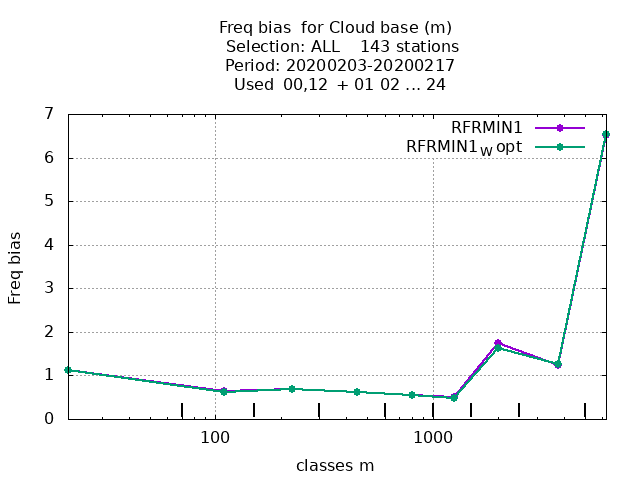 Freq bias  for Cloud base (m)
Selection: ALL    143 stations
Period: 20200203-20200217
Used  00,12  + 01 02 ... 24
RFRMIN1
RFRMIN1W opt
Freq bias
7
6
5
4
3
2
1
0
100
1000
classes m